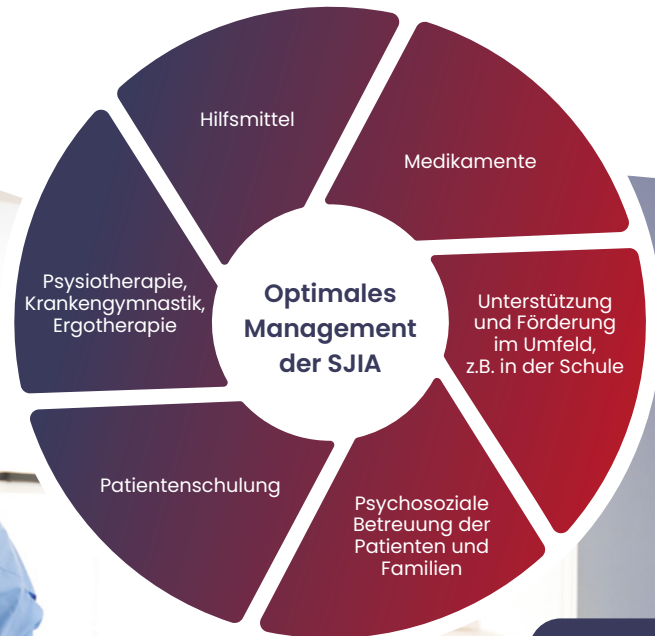 Hilfsmittel
Medikamente
Psysiotherapie,
Krankengymnastik,
Ergotherapie
Optimales
Management
der SJIA
Unterstützung
und Förderung
im Umfeld,
z.B. in der Schule
Patientenschulung
Psychosoziale
Betreuung der
Patienten und
Familien